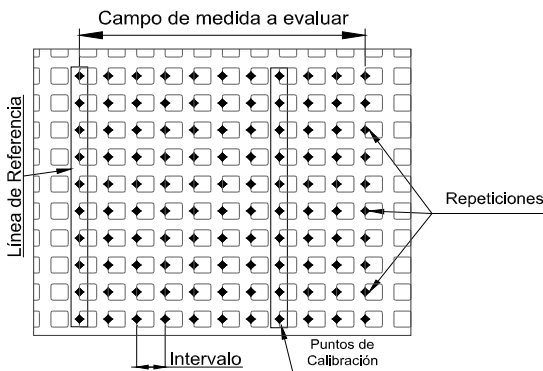 Campo de medida a evaluar
Línea de Referencia
Repeticiones
Intervalo
Puntos de
Calibración